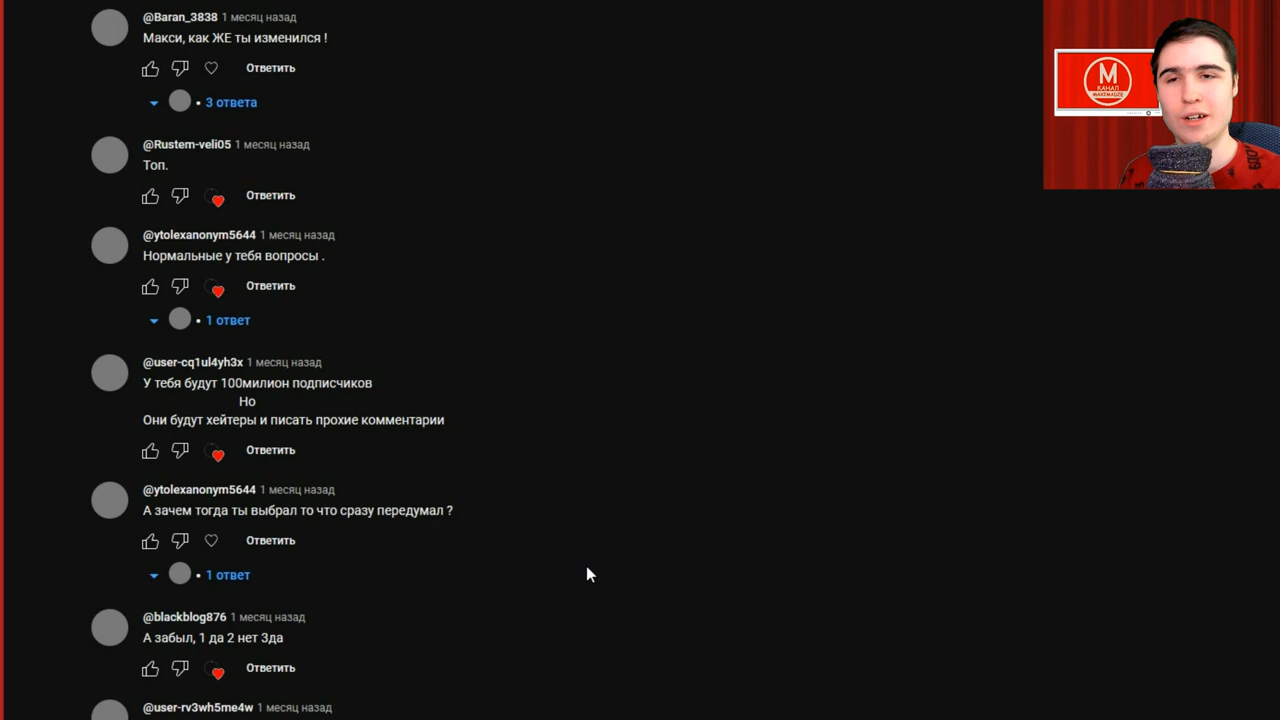 @Baran_3838 1 месяц назад
Макси, как ЖЕ ты изменился !
Ответить
3 ответа
M
КАНАЛ
MAXIMALIZE
@Rustem-veli05 1 месяц назад
Топ.
Ответить
@ytolexanonym5644 1 месяц назад
Нормальные у тебя вопросы .
Ответить
1 ответ
@user-cq1ul4yh3x 1 месяц назад
У тебя будут 100милион подписчиков
Но
Они будут хейтеры и писать прохие комментарии
Ответить
@ytolexanonym5644 1 месяц назад
А зачем тогда ты выбрал то что сразу передумал ?
Ответить
1 ответ
@blackblog876 1 месяц назад
А забыл, 1 да 2 нет 3да
Ответить
@user-rv3wh5me4w 1 месяц назад